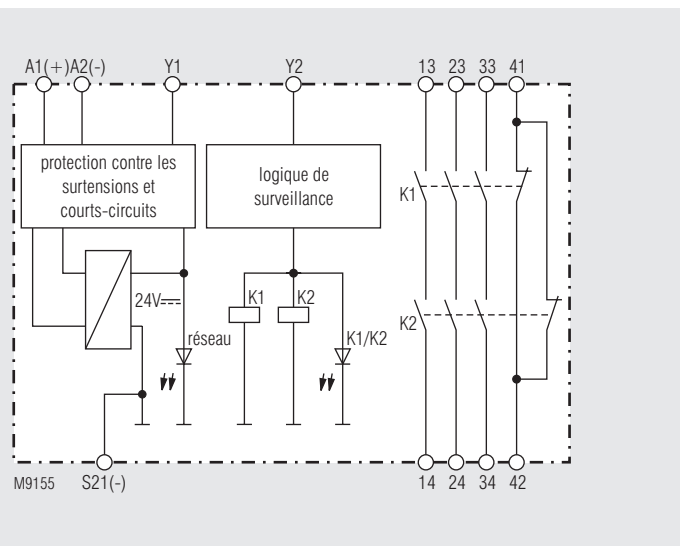 A1(+) A2(-) Y1 Y2 13 23 33 41
protection contre les
surtensions et
courts-circuits
logique de
surveillance
K1
24V
K1 K2
K2
réseau
K1/K2
M9155
S21(-)
14 24 34 42